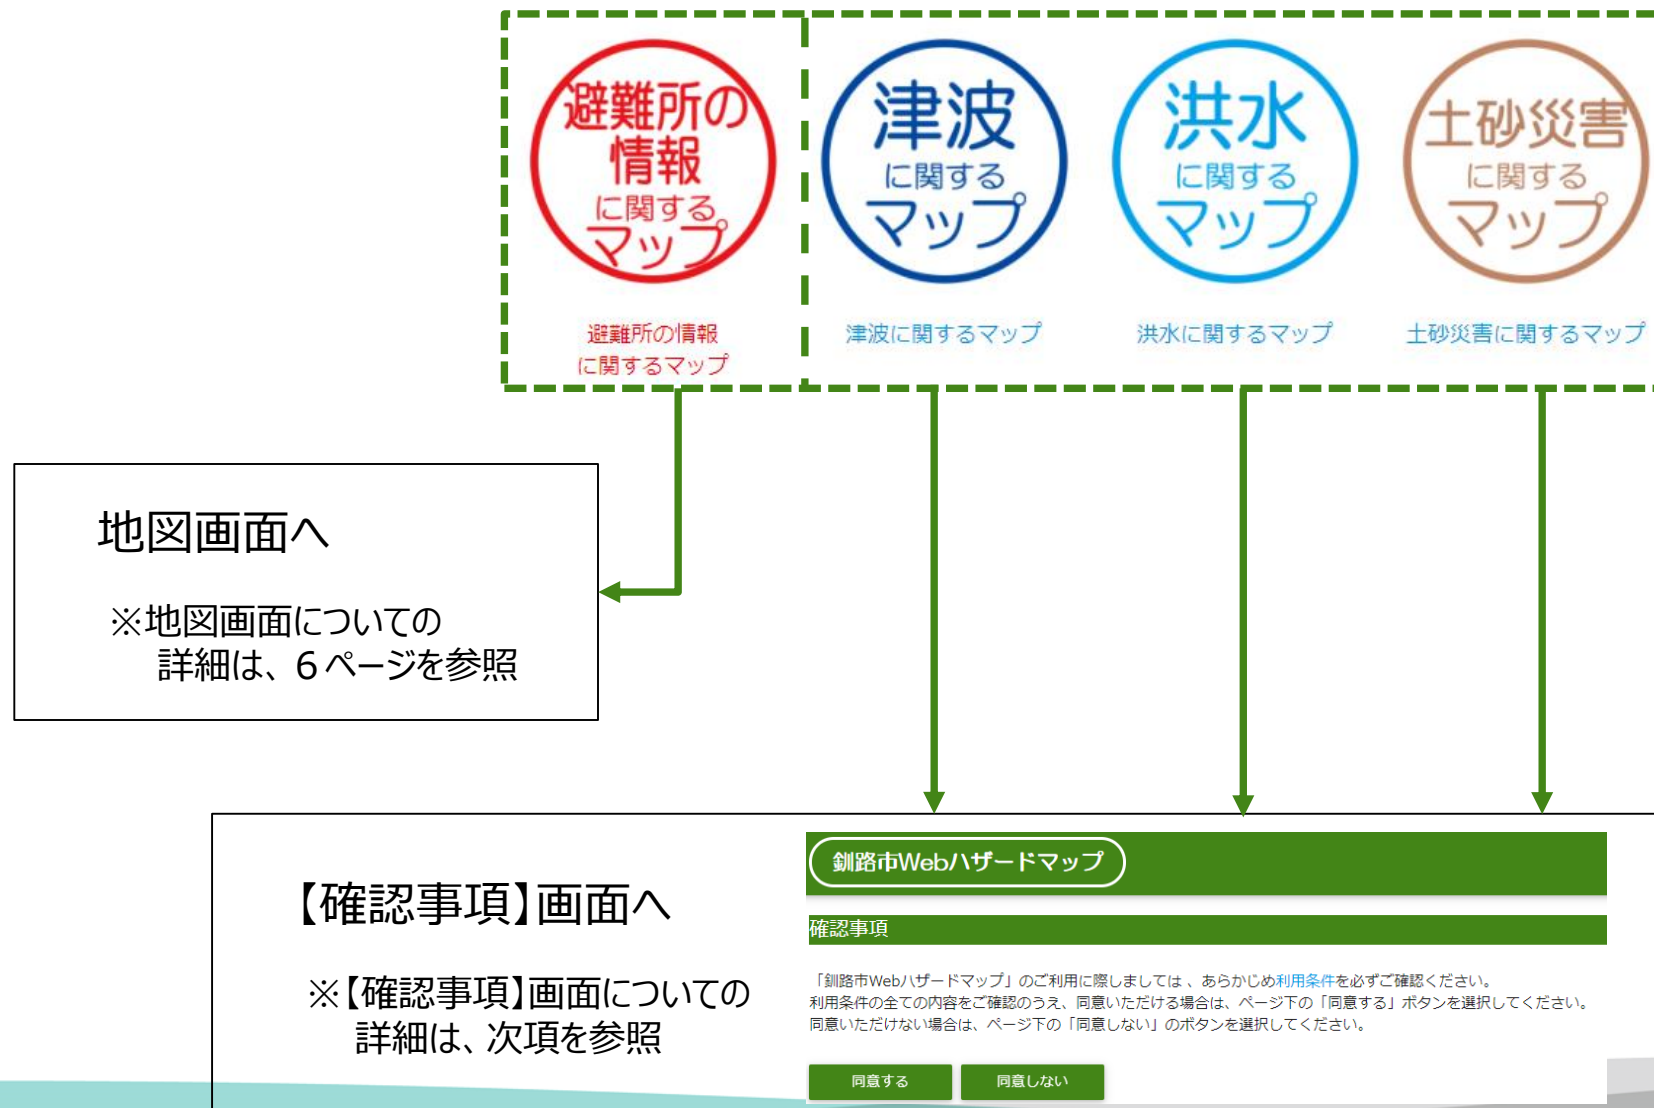 避難所の
情報
に関する
マップ
津波
に関する
マップ
洪水
に関する
マップ
土砂災害
に関する
マップ
避難所の情報
に関するマップ
津波に関するマップ
洪水に関するマップ
土砂災害に関するマップ
地図画面へ
※地図画面についての
詳細は、６ページを参照
【確認事項】画面へ
※【確認事項】画面についての
詳細は、次項を参照
釧路市Webハザードマップ
確認事項
「釧路市Webハザードマップ」のご利用に際しましては 、あらかじめ利用条件を必ずご確認ください。
利用条件の全ての内容をご確認のうえ、同意いただける場合は、ページ下の「同意する」ボタンを選択してください。
同意いただけない場合は、ページ下の「同意しない」のボタンを選択してください。
同意する
同意しない